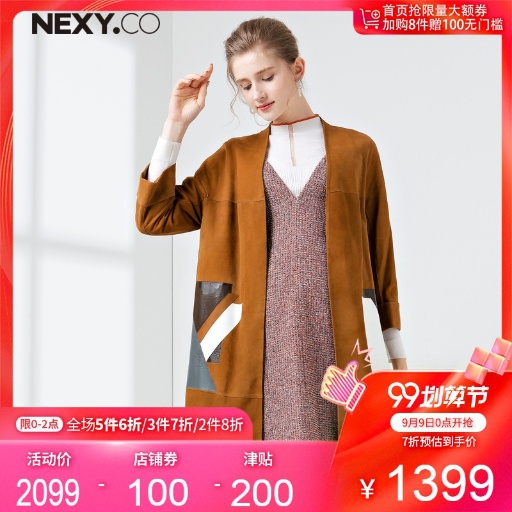 NEXY.CO
首页抢限量大额券
加购8件赠100无门槛
99划算节
9月9日0点开抢
限0-2点 全场5件6折/3件7折/2件8折
7折预估到手价
活动价 店铺券 津贴
2099 - 100 - 200
¥ 1399